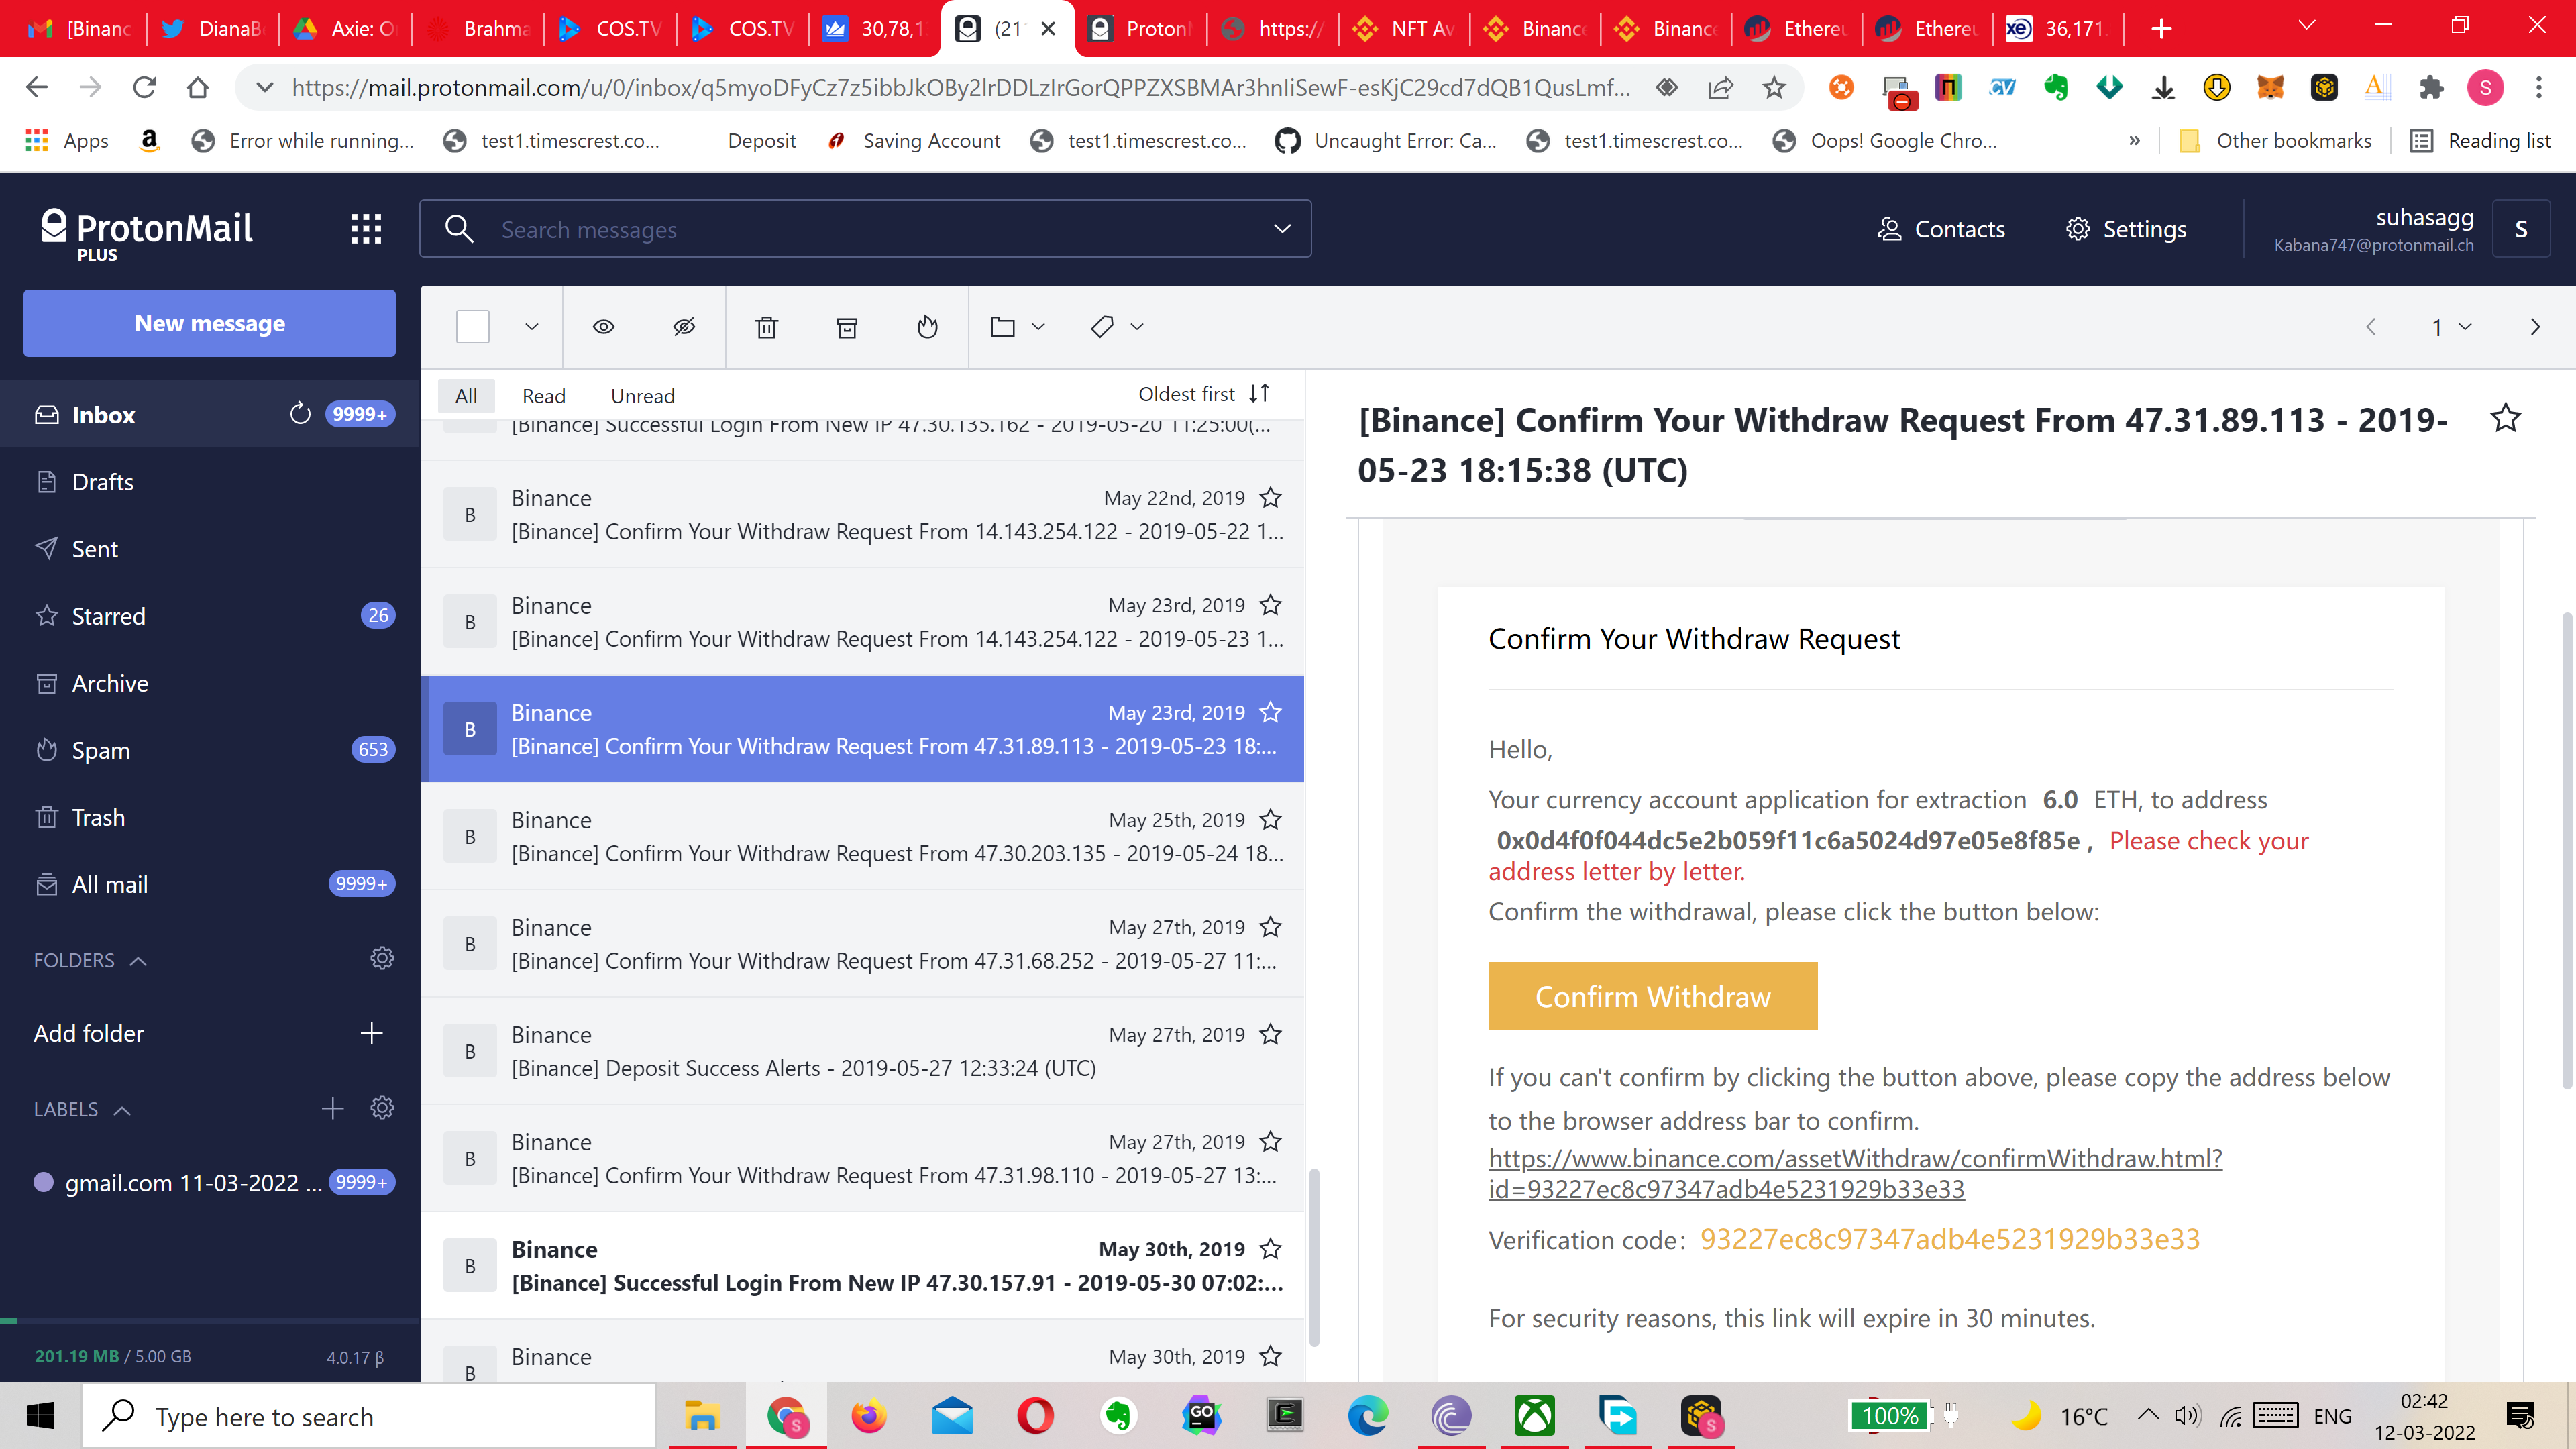 [Binanc
DianaB
Axie: O
Brahma
COS.TV
COS.TV
30,78,1
(21
Proton
https://
NFT Av
Binance
Binance
Ethereu
Ethereu
36,171.
https://mail.protonmail.com/u/0/inbox/q5myoDFyCz7z5ibbJkOBy2lrDDLzIrGorQPPZXSBMAr3hnIiSewF-esKjC29cd7dQB1QusLmf...
Apps
Error while running...
test1.timescrest.co...
Deposit
Saving Account
test1.timescrest.co...
Uncaught Error: Ca...
test1.timescrest.co...
Oops! Google Chro...
»
Other bookmarks
Reading list
ProtonMail
PLUS
Search messages
Contacts
Settings
suhasagg
Kabana747@protonmail.ch
S
New message
Inbox 9999+
Drafts
Sent
Starred 26
Archive
Spam 653
Trash
All mail 9999+
FOLDERS
Add folder
LABELS
gmail.com 11-03-2022 ... 9999+
201.19 MB / 5.00 GB
4.0.17 β
1
All Read Unread
Oldest first
[Binance] Successful Login From New IP 47.30.135.162 - 2019-05-20 11:25:00(...
B
Binance May 22nd, 2019
[Binance] Confirm Your Withdraw Request From 14.143.254.122 - 2019-05-22 1...
B
Binance May 23rd, 2019
[Binance] Confirm Your Withdraw Request From 14.143.254.122 - 2019-05-23 1...
B
Binance May 23rd, 2019
[Binance] Confirm Your Withdraw Request From 47.31.89.113 - 2019-05-23 18:...
B
Binance May 25th, 2019
[Binance] Confirm Your Withdraw Request From 47.30.203.135 - 2019-05-24 18...
B
Binance May 27th, 2019
[Binance] Confirm Your Withdraw Request From 47.31.68.252 - 2019-05-27 11:...
B
Binance May 27th, 2019
[Binance] Deposit Success Alerts - 2019-05-27 12:33:24 (UTC)
B
Binance May 27th, 2019
[Binance] Confirm Your Withdraw Request From 47.31.98.110 - 2019-05-27 13:...
B
Binance May 30th, 2019
[Binance] Successful Login From New IP 47.30.157.91 - 2019-05-30 07:02:...
B
Binance May 30th, 2019
[Binance] Confirm Your Withdraw Request From 47.31.89.113 - 2019-
05-23 18:15:38 (UTC)
Confirm Your Withdraw Request
Hello,
Your currency account application for extraction 6.0 ETH, to address
0x0d4f0f044dc5e2b059f11c6a5024d97e05e8f85e , Please check your
address letter by letter.
Confirm the withdrawal, please click the button below:
Confirm Withdraw
If you can't confirm by clicking the button above, please copy the address below
to the browser address bar to confirm.
https://www.binance.com/assetWithdraw/confirmWithdraw.html?
id=93227ec8c97347adb4e5231929b33e33
Verification code: 93227ec8c97347adb4e5231929b33e33
For security reasons, this link will expire in 30 minutes.
Type here to search
100%
16°C
ENG
02:42
12-03-2022